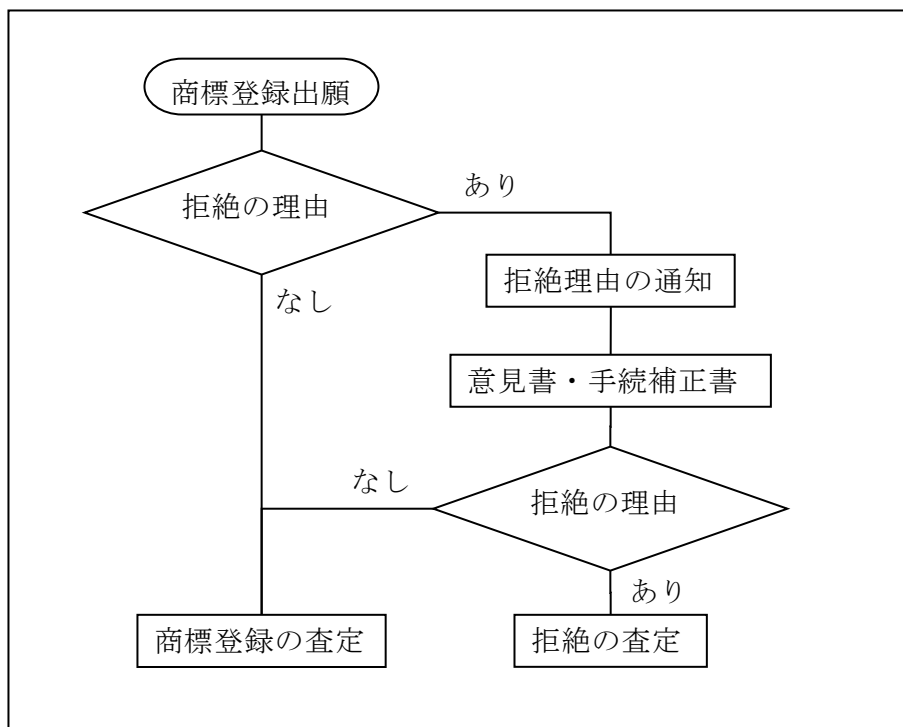 商標登録出願
拒絶の理由
あり
なし
拒絶理由の通知
意見書・手続補正書
なし
拒絶の理由
あり
商標登録の査定
拒絶の査定